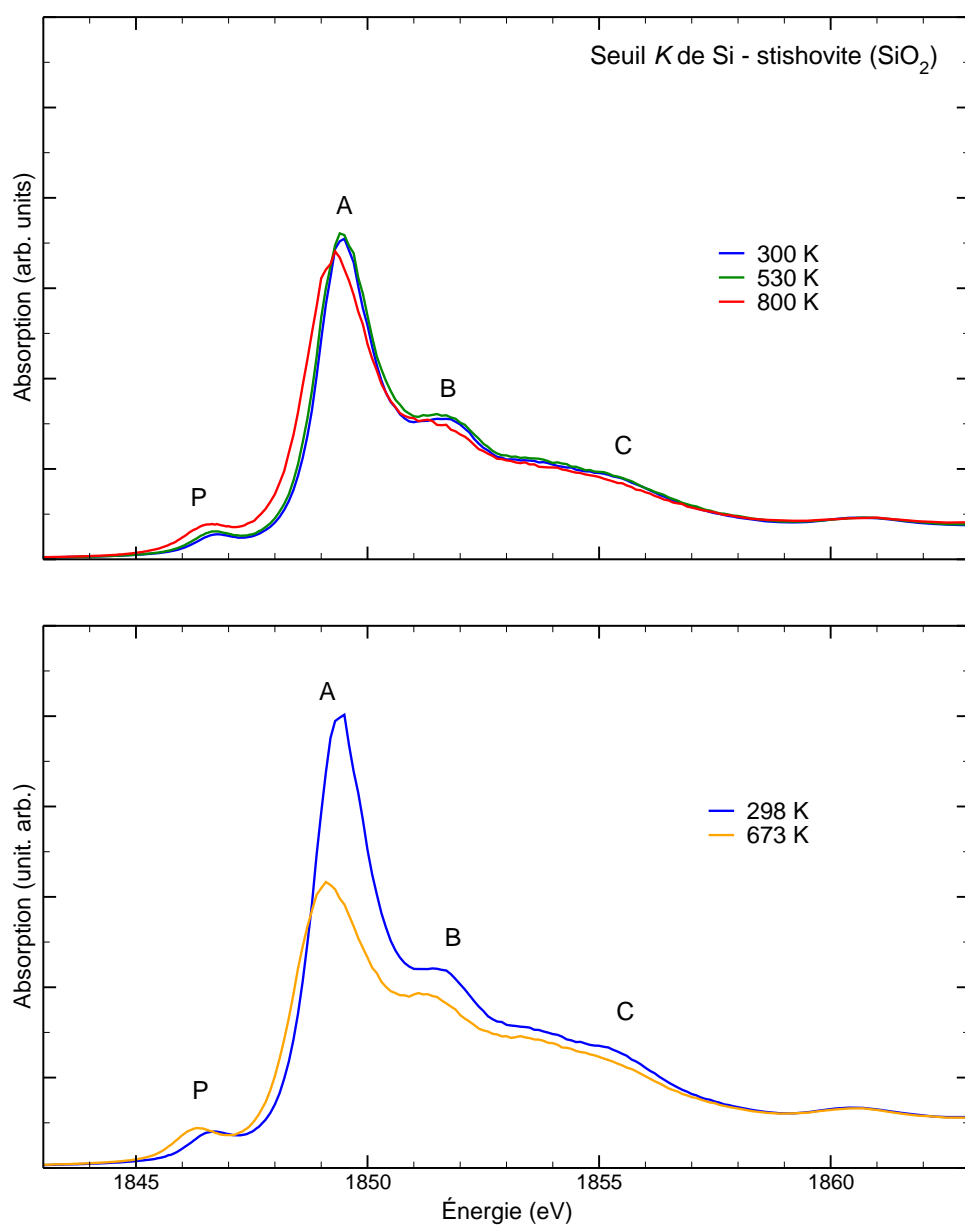 Seuil K de Si - stishovite (SiO2)
Absorption (arb. units)
A
B
C
P
300 K
530 K
800 K
Absorption (unit. arb.)
A
B
C
P
298 K
673 K
1845 1850 1855 1860
Énergie (eV)